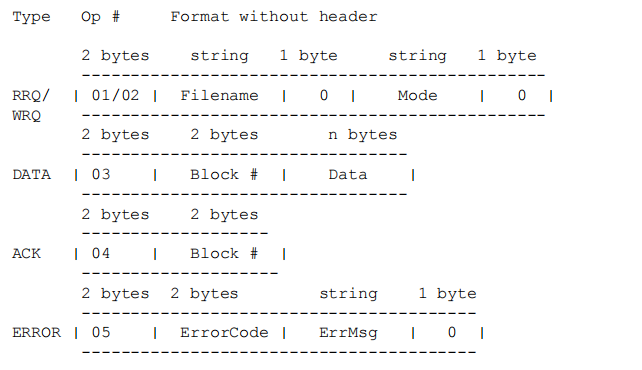 Type   Op #     Format without header
       2 bytes    string   1 byte     string   1 byte
       -----------------------------------------------
RRQ/  | 01/02 |  Filename  |   0  |    Mode    |   0  |
WRQ    -----------------------------------------------
       2 bytes    2 bytes       n bytes
       ---------------------------------
DATA  | 03    |   Block #  |    Data    |
       ---------------------------------
       2 bytes    2 bytes
       -------------------
ACK   | 04    |   Block #  |
       --------------------
       2 bytes  2 bytes        string    1 byte
       ----------------------------------------
ERROR | 05    |  ErrorCode |   ErrMsg   |   0  |
       ----------------------------------------